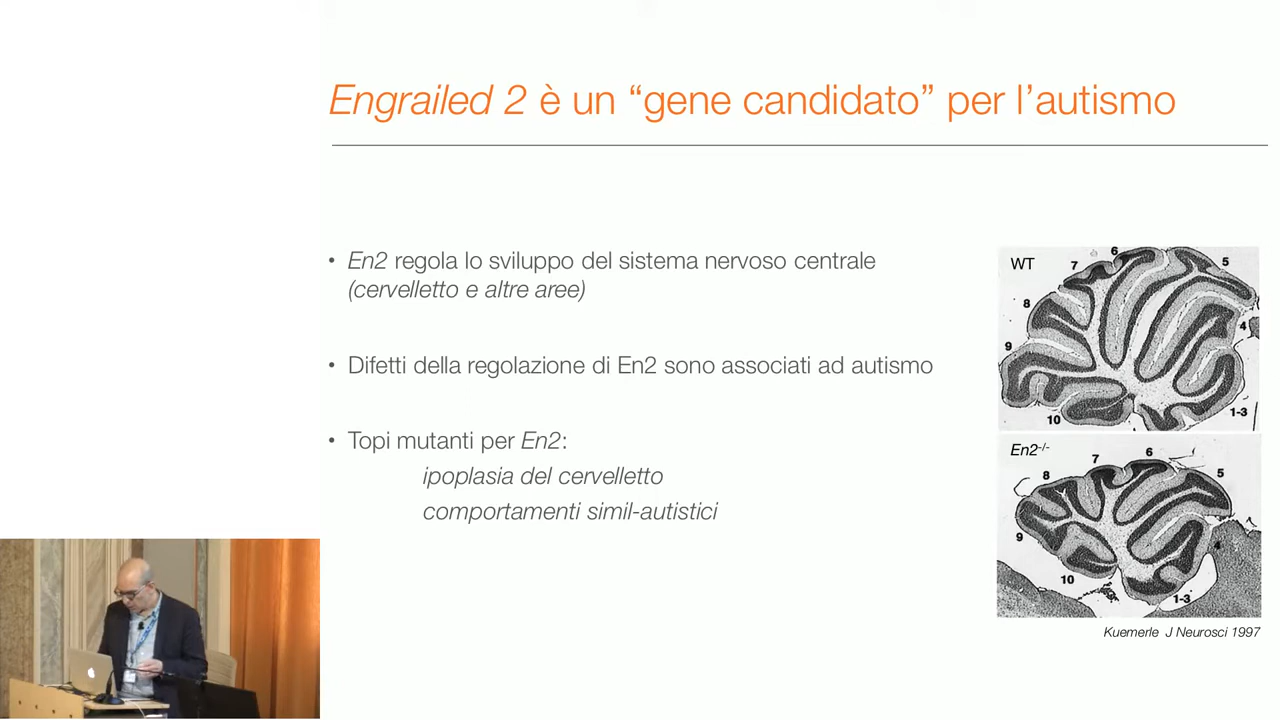 Engrailed 2 è un “gene candidato” per l’autismo
• En2 regola lo sviluppo del sistema nervoso centrale
(cervelletto e altre aree)
• Difetti della regolazione di En2 sono associati ad autismo
• Topi mutanti per En2:
ipoplasia del cervelletto
comportamenti simil-autistici
WT
6
7
5
8
4
9
1-3
10
En2-/-
6
7
8
5
9
4
10
1-3
Kuemerle J Neurosci 1997